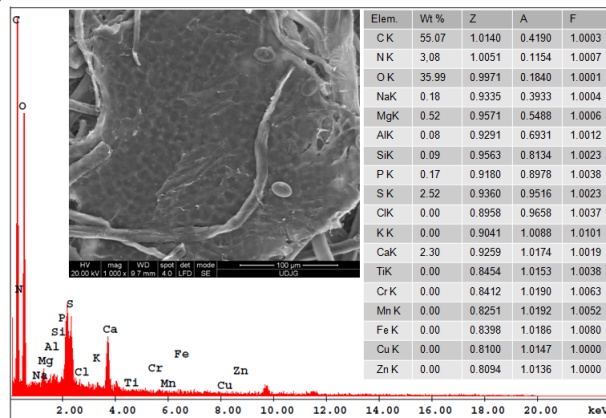 C
O
N
Na
Mg
Al
Si
P
S
Cl
K
Ca
Ti
Cr
Mn
Fe
Cu
Zn
2.00 4.00 6.00 8.00 10.00 12.00 14.00 16.00 18.00 20.00 keV
HV mag WD spot det mode
20.00 kV 1 000 x 9.7 mm 4.0 LFD SE
100 µm
UDJG
Elem. Wt % Z A F
C K 55.07 1.0140 0.4190 1.0003
N K 3,08 1.0051 0.1154 1.0007
O K 35.99 0.9971 0.1840 1.0001
NaK 0.18 0.9335 0.3933 1.0004
MgK 0.52 0.9571 0.5488 1.0006
AlK 0.08 0.9291 0.6931 1.0012
SiK 0.09 0.9563 0.8134 1.0023
P K 0.17 0.9180 0.8978 1.0038
S K 2.52 0.9360 0.9516 1.0023
ClK 0.00 0.8958 0.9658 1.0037
K K 0.00 0.9041 1.0088 1.0101
CaK 2.30 0.9259 1.0174 1.0019
TiK 0.00 0.8454 1.0153 1.0038
Cr K 0.00 0.8412 1.0190 1.0063
Mn K 0.00 0.8251 1.0192 1.0052
Fe K 0.00 0.8398 1.0186 1.0080
Cu K 0.00 0.8100 1.0147 1.0000
Zn K 0.00 0.8094 1.0136 1.0000